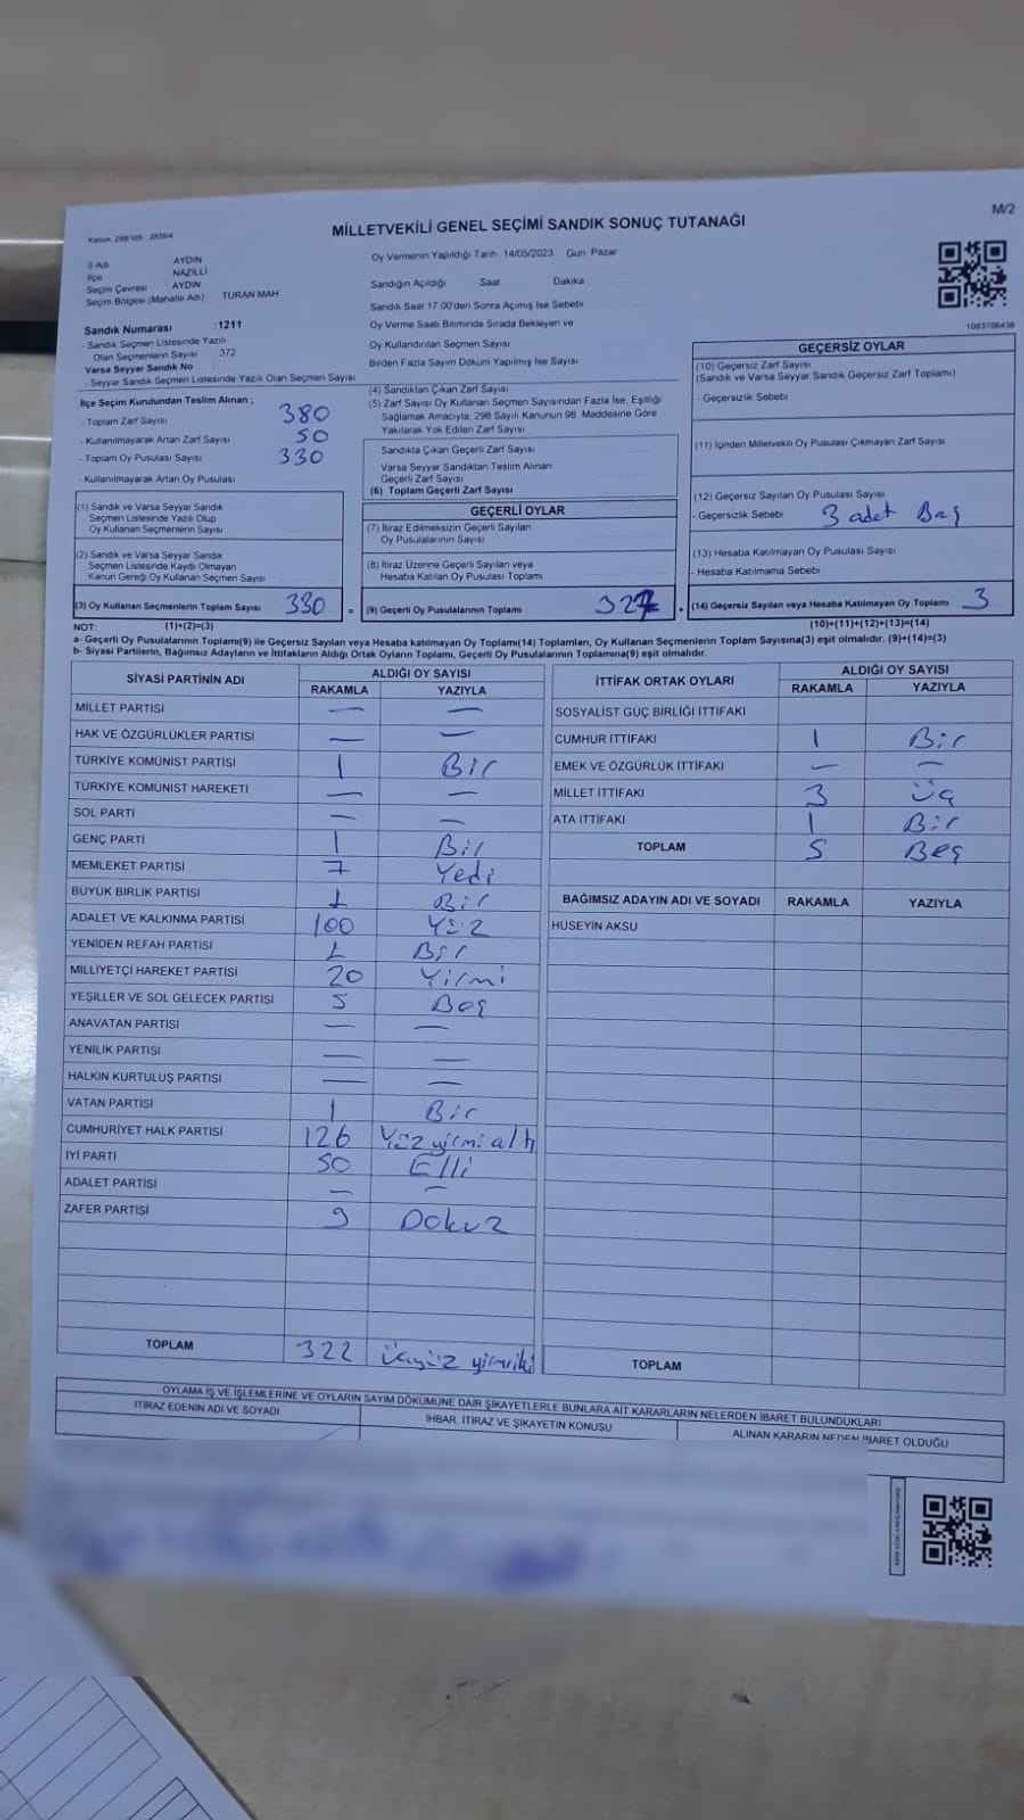 M/2
MİLLETVEKİLİ GENEL SEÇİMİ SANDIK SONUÇ TUTANAĞI
İl Adı AYDIN
İlçe NAZİLLİ
Seçim Çevresi AYDIN
Seçim Bölgesi (Mahalle Adı) TURAN MAH
Oy Vermenin Yapıldığı Tarih 14/05/2023 Gün Pazar
Sandığın Açıldığı Saat Dakika
Sandık Saat 17.00'den Sonra Açılmış İse Sebebi
Oy Verme Saati Bitiminde Sırada Bekleyen ve
Oy Kullandırılan Seçmen Sayısı
Birden Fazla Sayım Döküm Yapılmış İse Sayısı
Sandık Numarası : 1211
- Sandık Seçmen Listesinde Yazılı
Olan Seçmenlerin Sayısı 372
Varsa Seyyar Sandık No
- Seyyar Sandık Seçmen Listesinde Yazılı Olan Seçmen Sayısı
İlçe Seçim Kurulundan Teslim Alınan ;
- Toplam Zarf Sayısı 380
- Kullanılmayarak Artan Zarf Sayısı 50
- Toplam Oy Pusulası Sayısı 330
- Kullanılmayarak Artan Oy Pusulası
(1) Sandık ve Varsa Seyyar Sandık
Seçmen Listesinde Yazılı Olup
Oy Kullanan Seçmenlerin Sayısı
(2) Sandık ve Varsa Seyyar Sandık
Seçmen Listesinde Kaydı Olmayan
Kanun Gereği Oy Kullanan Seçmen Sayısı
(3) Oy Kullanan Seçmenlerin Toplam Sayısı 330 =
(4) Sandıktan Çıkan Zarf Sayısı
(5) Zarf Sayısı Oy Kullanan Seçmen Sayısından Fazla İse, Eşitliği
Sağlamak Amacıyla; 298 Sayılı Kanunun 98. Maddesine Göre
Yakılarak Yok Edilen Zarf Sayısı
Sandıkta Çıkan Geçerli Zarf Sayısı
Varsa Seyyar Sandıktan Teslim Alınan
Geçerli Zarf Sayısı
(6) Toplam Geçerli Zarf Sayısı
GEÇERLİ OYLAR
(7) İtiraz Edilmeksizin Geçerli Sayılan
Oy Pusulalarının Sayısı
(8) İtiraz Üzerine Geçerli Sayılan veya
Hesaba Katılan Oy Pusulası Toplamı
(9) Geçerli Oy Pusulalarının Toplamı 327
GEÇERSİZ OYLAR
(10) Geçersiz Zarf Sayısı
(Sandık ve Varsa Seyyar Sandık Geçersiz Zarf Toplamı)
- Geçersizlik Sebebi
(11) İçinden Milletvekili Oy Pusulası Çıkmayan Zarf Sayısı
(12) Geçersiz Sayılan Oy Pusulası Sayısı
- Geçersizlik Sebebi 3 adet Baş
(13) Hesaba Katılmayan Oy Pusulası Sayısı
- Hesaba Katılmama Sebebi
(14) Geçersiz Sayılan veya Hesaba Katılmayan Oy Toplamı 3
NOT: (1)+(2)=(3) (10)+(11)+(12)+(13)=(14)
a- Geçerli Oy Pusulalarının Toplamı(9) ile Geçersiz Sayılan veya Hesaba katılmayan Oy Toplamı(14) Toplamları, Oy Kullanan Seçmenlerin Toplam Sayısına(3) eşit olmalıdır. (9)+(14)=(3)
b- Siyasi Partilerin, Bağımsız Adayların ve İttifakların Aldığı Ortak Oyların Toplamı, Geçerli Oy Pusulalarının Toplamına(9) eşit olmalıdır.
SİYASİ PARTİNİN ADI ALDIĞI OY SAYISI
RAKAMLA YAZIYLA
MİLLET PARTİSİ — —
HAK VE ÖZGÜRLÜKLER PARTİSİ — —
TÜRKİYE KOMÜNİST PARTİSİ 1 Bir
TÜRKİYE KOMÜNİST HAREKETİ — —
SOL PARTİ — —
GENÇ PARTİ 1 Bir
MEMLEKET PARTİSİ 7 Yedi
BÜYÜK BİRLİK PARTİSİ 1 Bir
ADALET VE KALKINMA PARTİSİ 100 Yüz
YENİDEN REFAH PARTİSİ 1 Bir
MİLLİYETÇİ HAREKET PARTİSİ 20 Yirmi
YEŞİLLER VE SOL GELECEK PARTİSİ 5 Beş
ANAVATAN PARTİSİ — —
YENİLİK PARTİSİ — —
HALKIN KURTULUŞ PARTİSİ — —
VATAN PARTİSİ 1 Bir
CUMHURİYET HALK PARTİSİ 126 Yüz yirmi altı
İYİ PARTİ 50 Elli
ADALET PARTİSİ — —
ZAFER PARTİSİ 9 Dokuz
TOPLAM 322 üçyüz yirmiiki
İTTİFAK ORTAK OYLARI ALDIĞI OY SAYISI
RAKAMLA YAZIYLA
SOSYALİST GÜÇ BİRLİĞİ İTTİFAKI
CUMHUR İTTİFAKI 1 Bir
EMEK VE ÖZGÜRLÜK İTTİFAKI — —
MİLLET İTTİFAKI 3 üç
ATA İTTİFAKI 1 Bir
TOPLAM 5 Beş
BAĞIMSIZ ADAYIN ADI VE SOYADI RAKAMLA YAZIYLA
HÜSEYİN AKSU
TOPLAM
OYLAMA İŞ VE İŞLEMLERİNE VE OYLARIN SAYIM DÖKÜMÜNE DAİR ŞİKAYETLERLE BUNLARA AİT KARARLARIN NELERDEN İBARET BULUNDUKLARI
İTİRAZ EDENİN ADI VE SOYADI İHBAR, İTİRAZ VE ŞİKAYETİN KONUSU ALINAN KARARIN NEDEN İBARET OLDUĞU